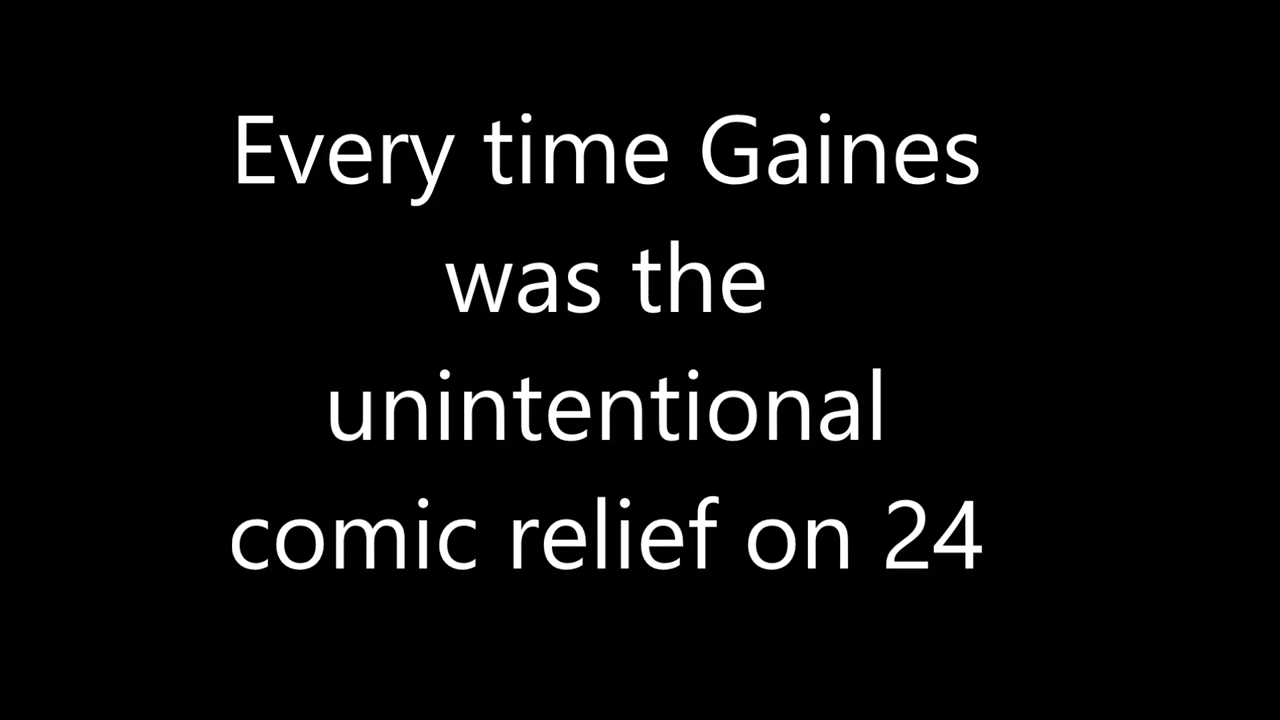 Every time Gaines
was the
unintentional
comic relief on 24